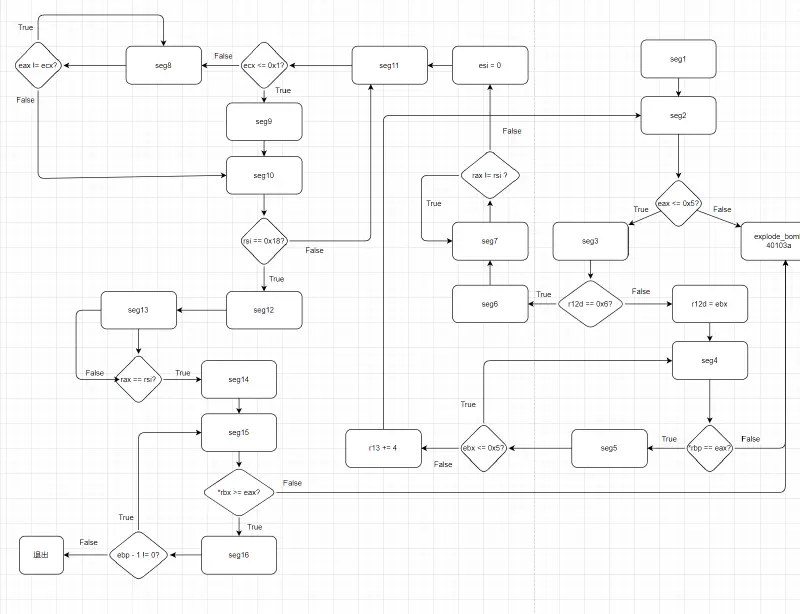 True
eax != ecx?
False
seg8
False
ecx <= 0x1?
True
seg11
esi = 0
seg1
seg9
seg2
False
seg10
rax != rsi ?
True
eax <= 0x5?
True
False
rsi == 0x18?
False
seg7
seg3
explode_bomb
40103a
True
seg13
seg12
seg6
True
r12d == 0x6?
False
r12d = ebx
seg4
False
rax == rsi?
True
seg14
True
seg15
r13 += 4
False
ebx <= 0x5?
seg5
True
*rbp == eax?
False
*rbx >= eax?
False
True
True
退出
False
ebp - 1 != 0?
seg16